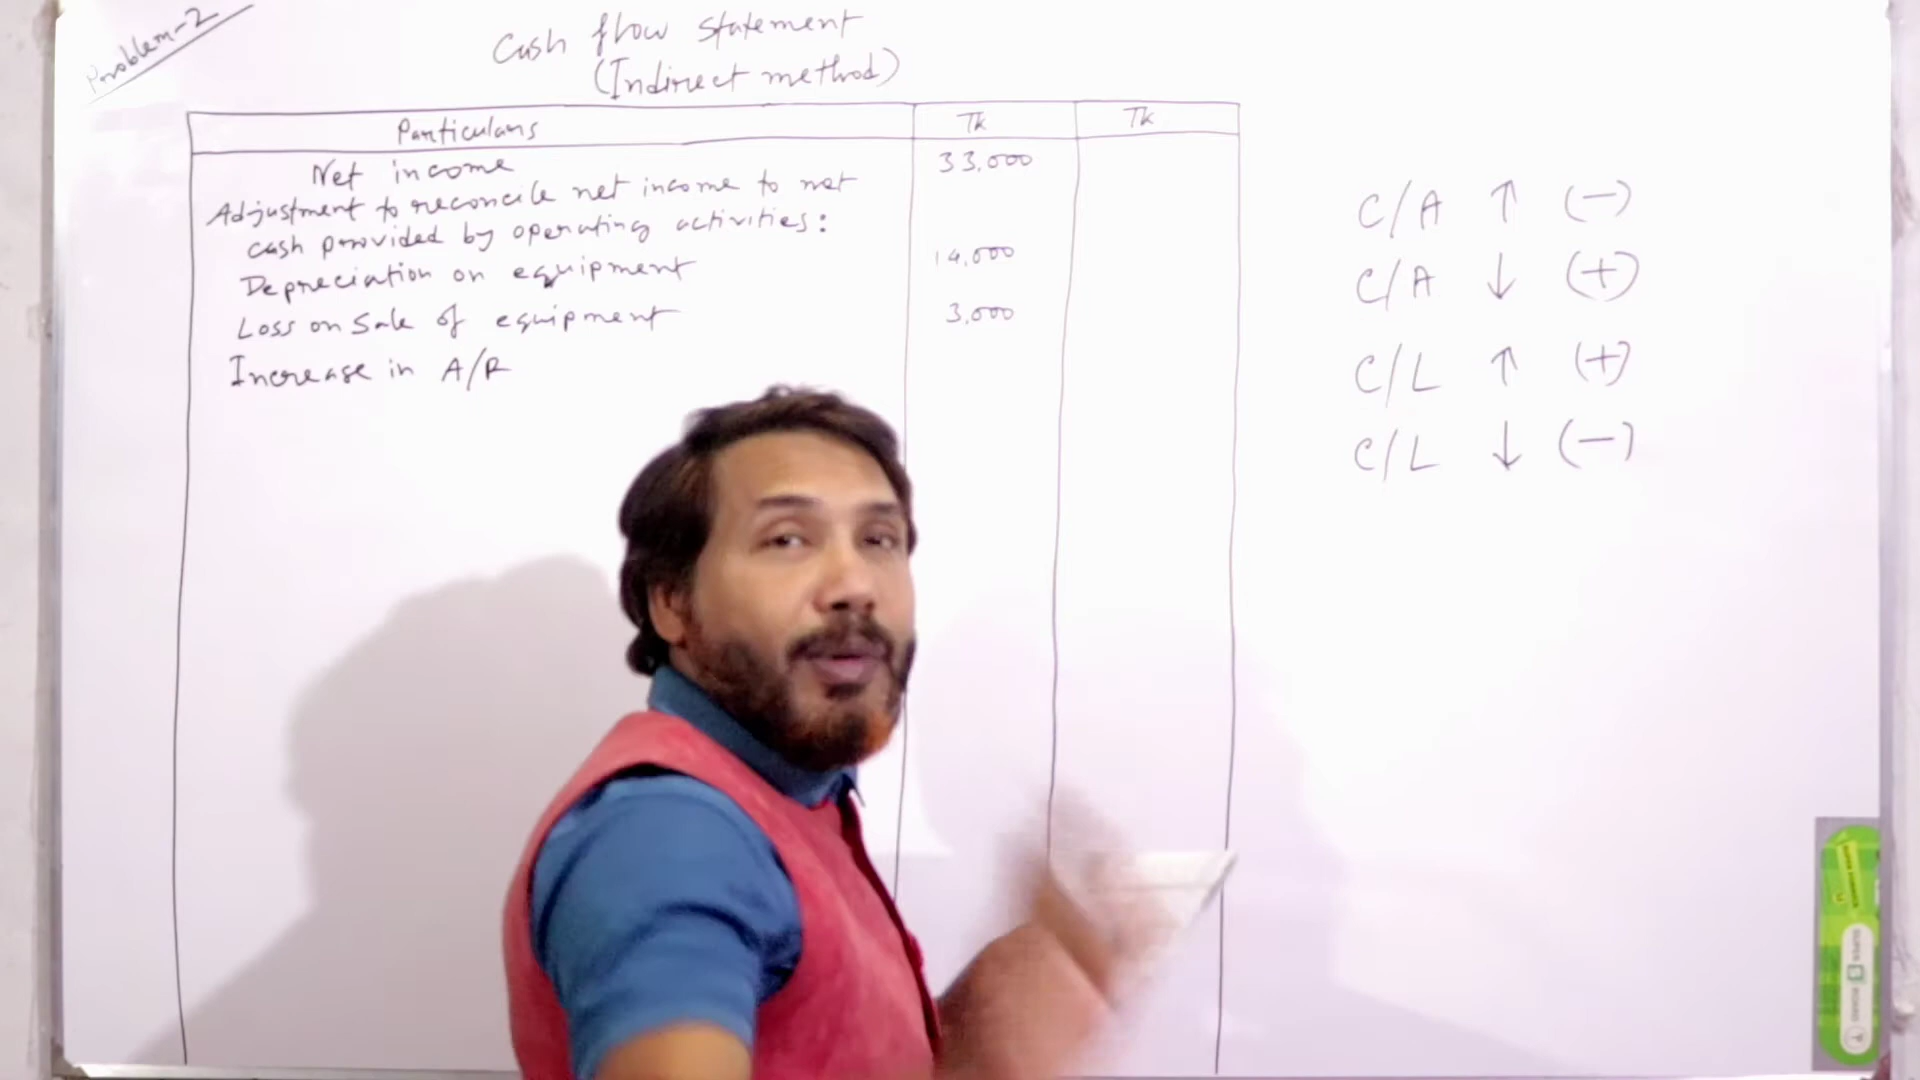 Problem-2
Cash flow statement
(Indirect method)
Particulars Tk Tk
Net income 33,000
Adjustment to reconcile net income to net
cash provided by operating activities:
Depreciation on equipment 14,000
Loss on Sale of equipment 3,000
Increase in A/R
C/A ↑ (-)
C/A ↓ (+)
C/L ↑ (+)
C/L ↓ (-)